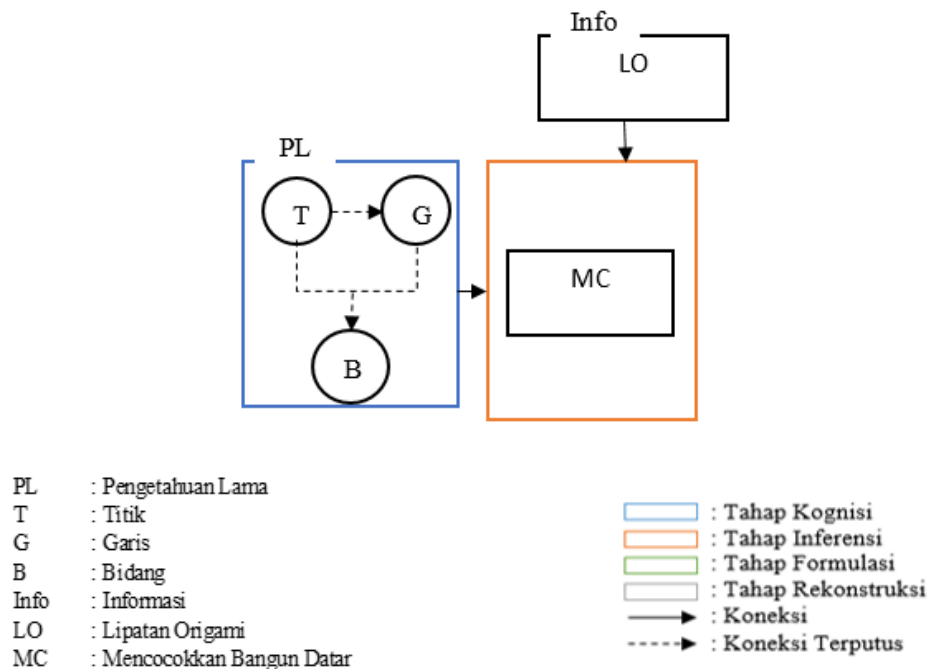 Info
LO
PL
T
G
MC
B
PL : Pengetahuan Lama
T : Titik
G : Garis
B : Bidang
Info : Informasi
LO : Lipatan Origami
MC : Mencocokkan Bangun Datar
: Tahap Kognisi
: Tahap Inferensi
: Tahap Formulasi
: Tahap Rekonstruksi
: Koneksi
: Koneksi Terputus